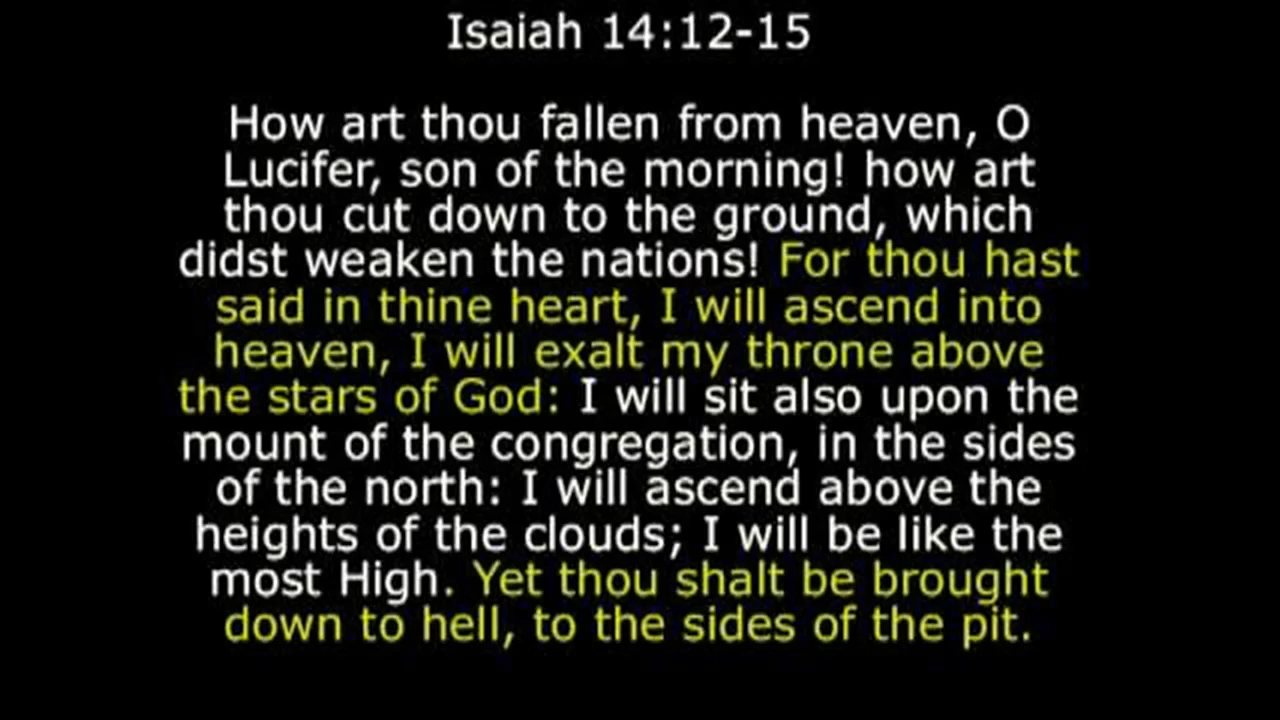 Isaiah 14:12-15
How art thou fallen from heaven, O
Lucifer, son of the morning! how art
thou cut down to the ground, which
didst weaken the nations! For thou hast
said in thine heart, I will ascend into
heaven, I will exalt my throne above
the stars of God: I will sit also upon the
mount of the congregation, in the sides
of the north: I will ascend above the
heights of the clouds; I will be like the
most High. Yet thou shalt be brought
down to hell, to the sides of the pit.